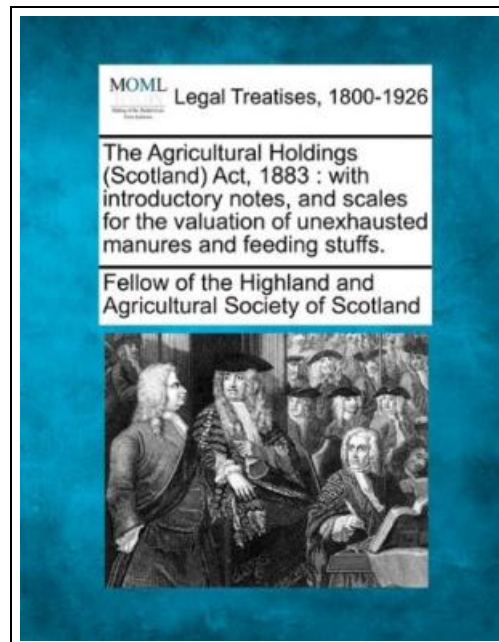 MOML
Legal Treatises, 1800-1926
The Agricultural Holdings
(Scotland) Act, 1883 : with
introductory notes, and scales
for the valuation of unexhausted
manures and feeding stuffs.
Fellow of the Highland and
Agricultural Society of Scotland